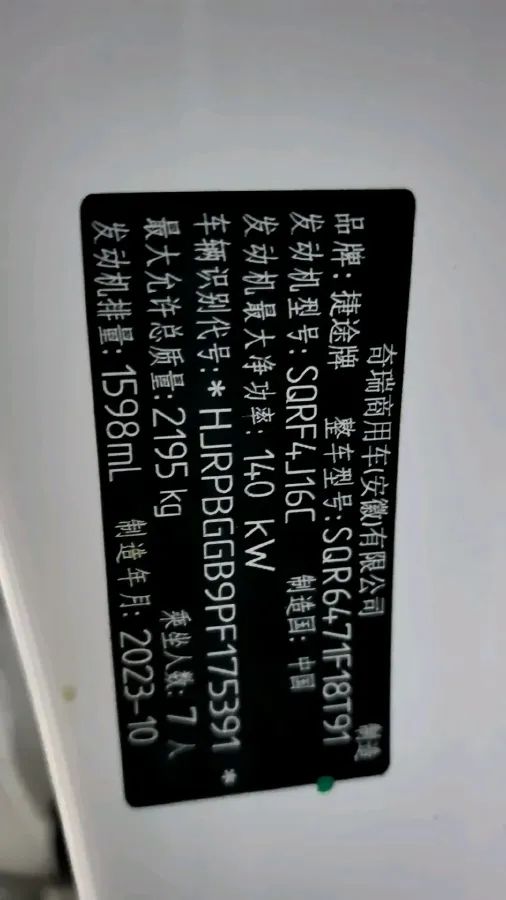 奇瑞商用车(安徽)有限公司 制造
品牌:捷途牌 整车型号:SQR6471F18T91
发动机型号:SQRF4J16C 制造国:中国
发动机最大净功率:140 kW
车辆识别代号:*HJRPBGGB9PF175391*
最大允许总质量:2195 kg 乘坐人数:7人
发动机排量:1598mL 制造年月:2023-10